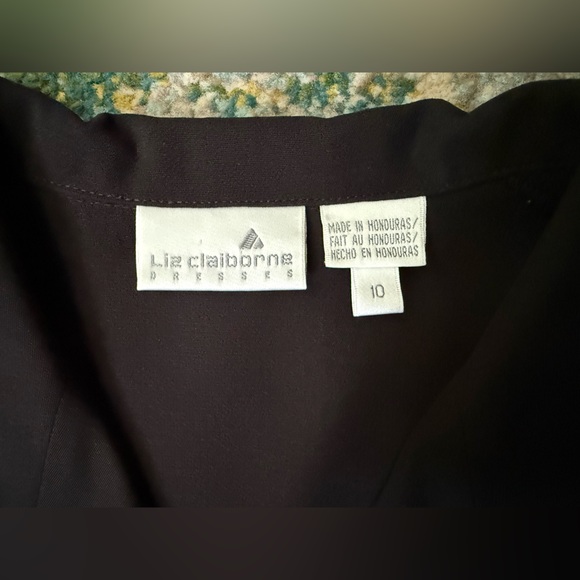 Liz claiborne
DRESSES
MADE IN HONDURAS/
FAIT AU HONDURAS/
HECHO EN HONDURAS
10